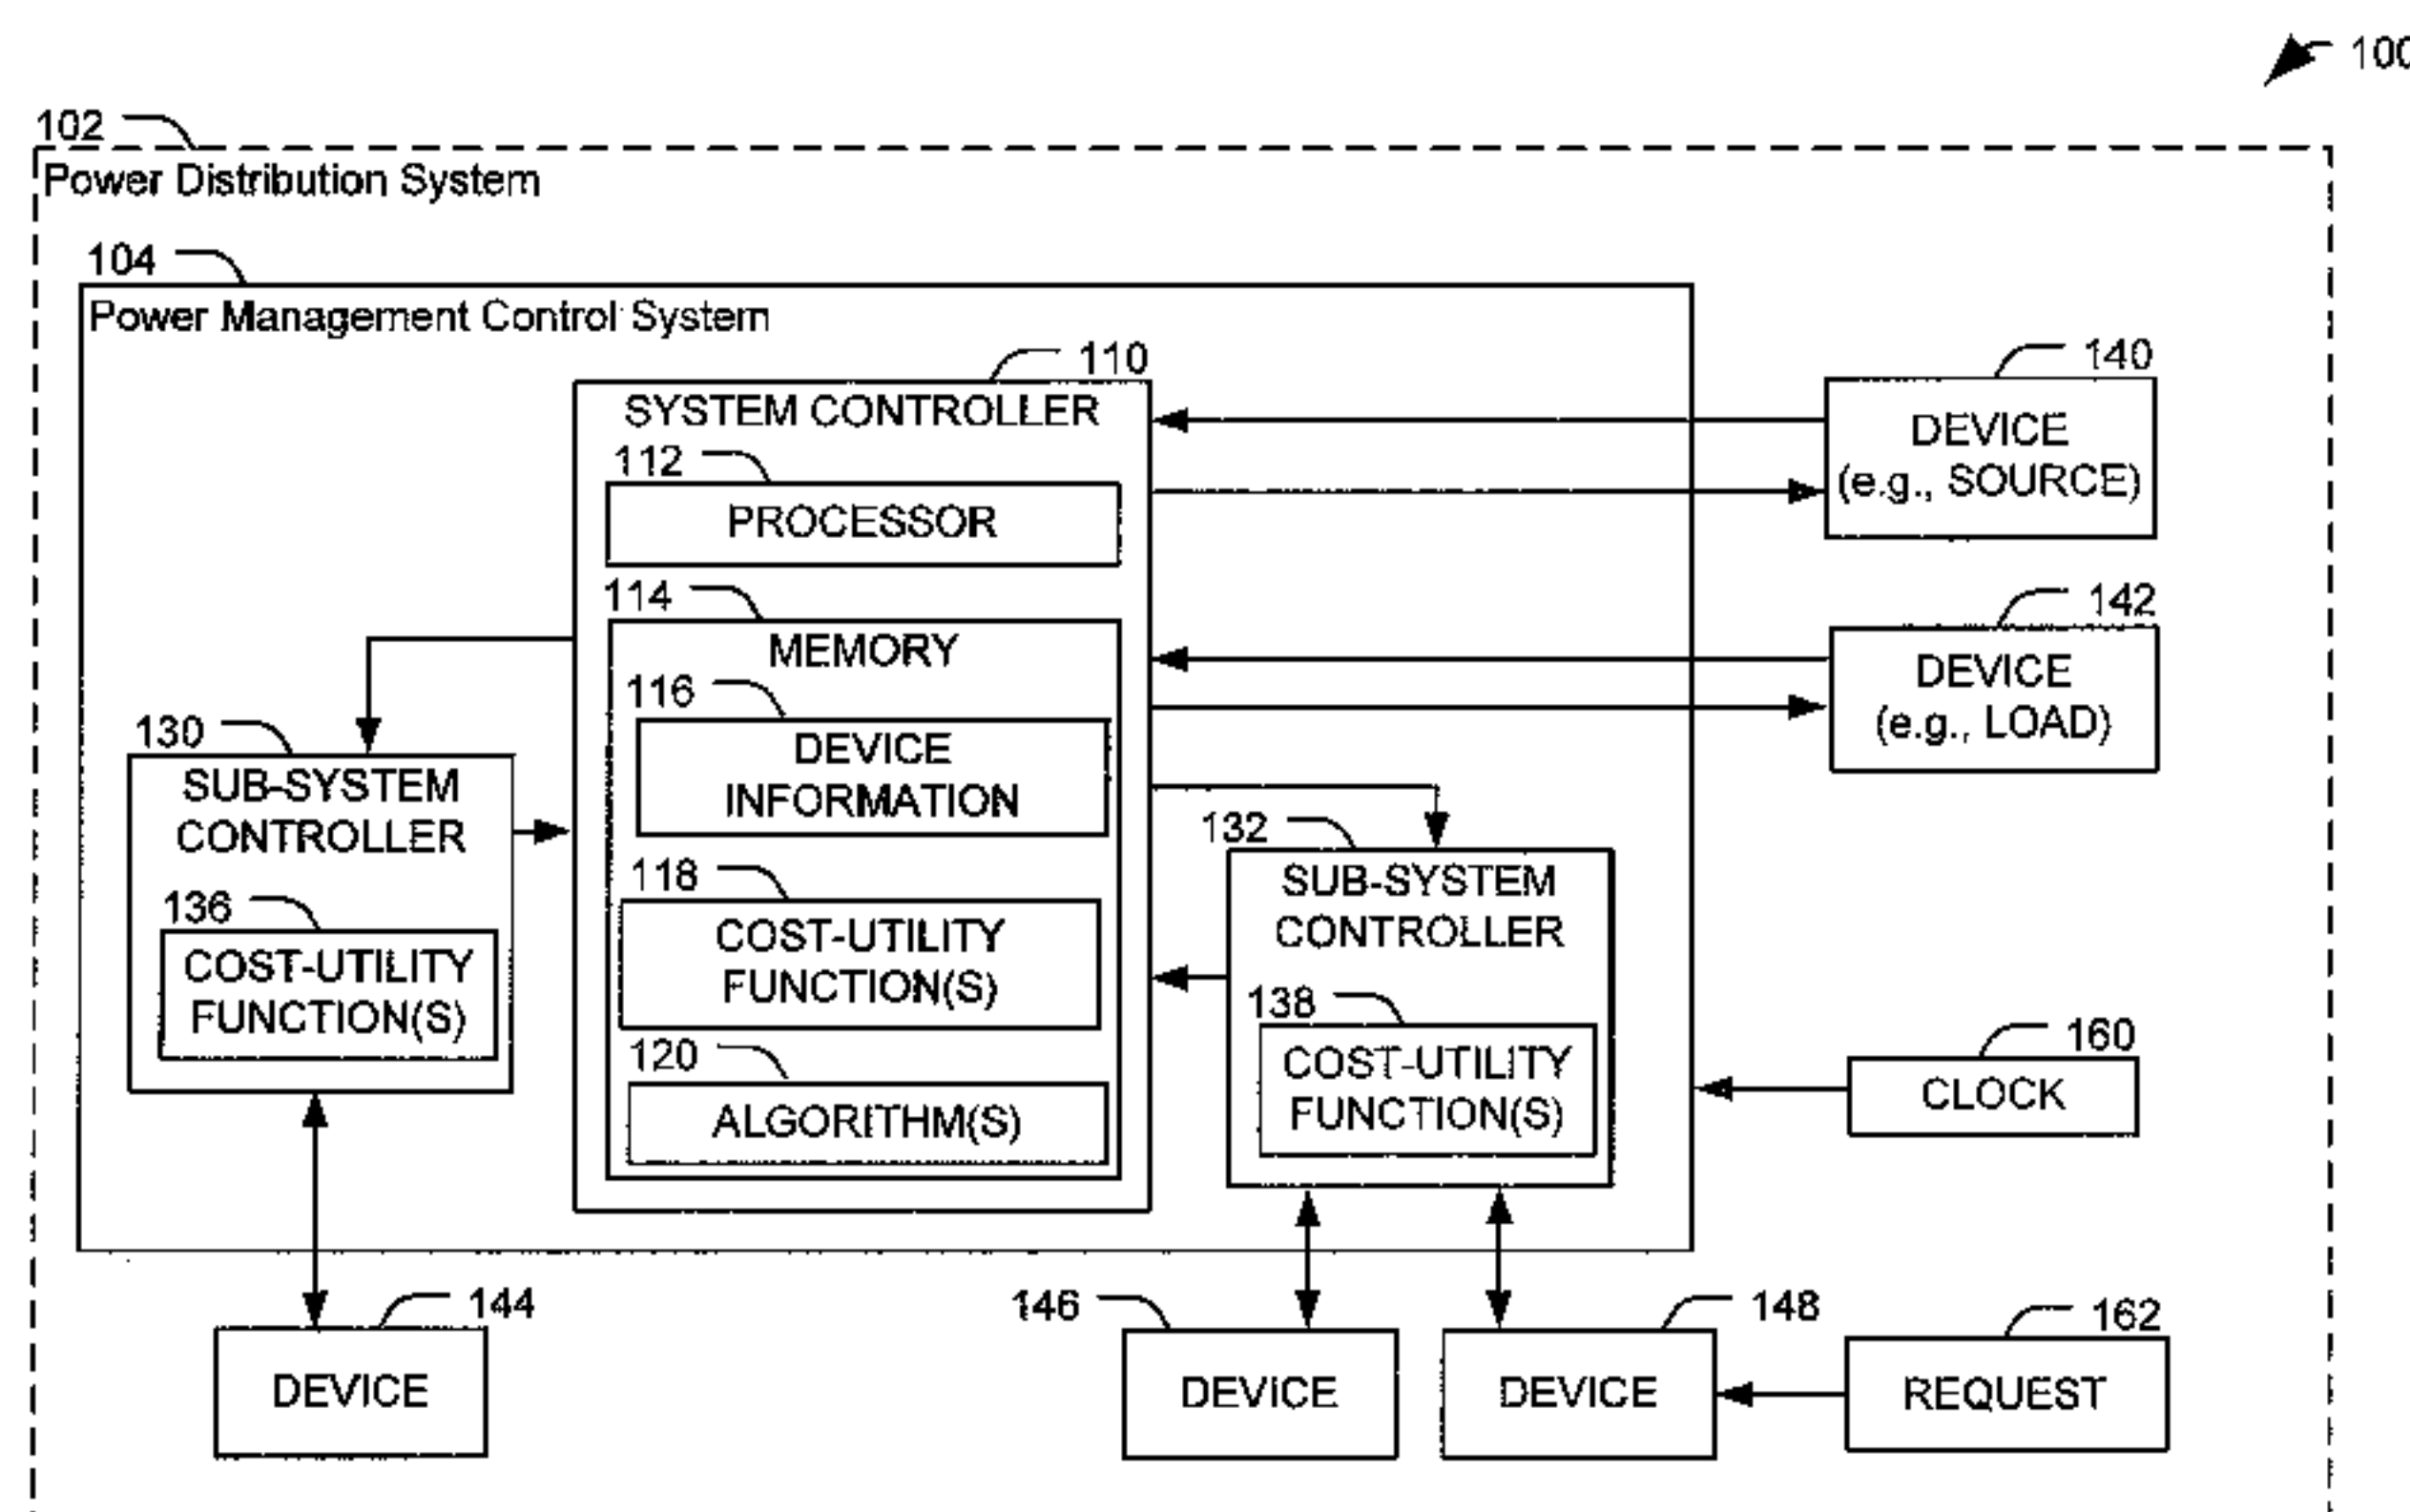 100
102
Power Distribution System
104
Power Management Control System
110
SYSTEM CONTROLLER
112
PROCESSOR
114
MEMORY
116
DEVICE
INFORMATION
118
COST-UTILITY
FUNCTION(S)
120
ALGORITHM(S)
130
SUB-SYSTEM
CONTROLLER
136
COST-UTILITY
FUNCTION(S)
132
SUB-SYSTEM
CONTROLLER
138
COST-UTILITY
FUNCTION(S)
140
DEVICE
(e.g., SOURCE)
142
DEVICE
(e.g., LOAD)
160
CLOCK
144
DEVICE
146
DEVICE
148
DEVICE
162
REQUEST